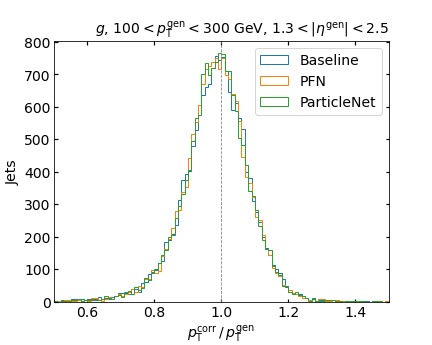 g, 100 < p_T^gen < 300 GeV, 1.3 < |η^gen| < 2.5
Jets
800
700
600
500
400
300
200
100
0
Baseline
PFN
ParticleNet
0.6 0.8 1.0 1.2 1.4
p_T^corr / p_T^gen